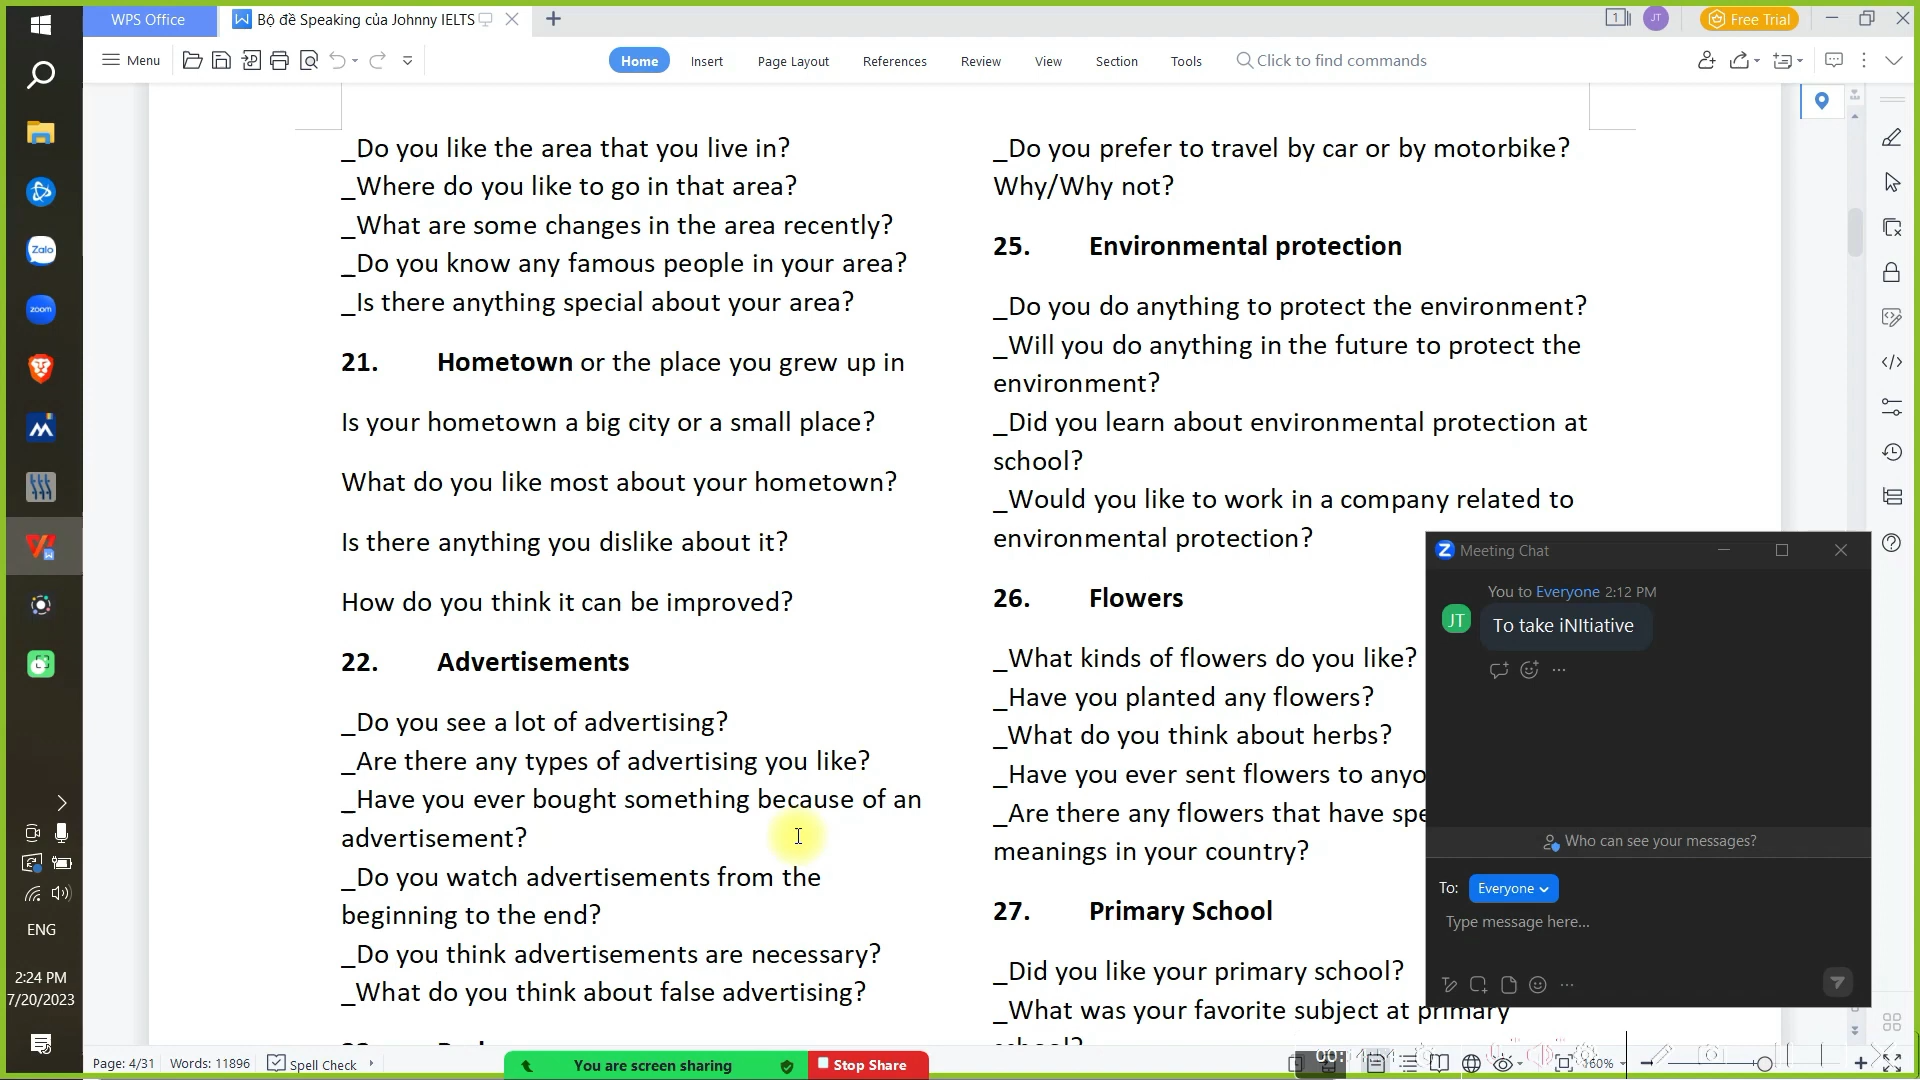 WPS Office
Bộ đề Speaking của Johnny IELTS
JT
Free Trial
Menu
Home
Insert
Page Layout
References
Review
View
Section
Tools
Click to find commands
_Do you like the area that you live in?
_Where do you like to go in that area?
_What are some changes in the area recently?
_Do you know any famous people in your area?
_Is there anything special about your area?
21. Hometown or the place you grew up in
Is your hometown a big city or a small place?
What do you like most about your hometown?
Is there anything you dislike about it?
How do you think it can be improved?
22. Advertisements
_Do you see a lot of advertising?
_Are there any types of advertising you like?
_Have you ever bought something because of an
advertisement?
_Do you watch advertisements from the
beginning to the end?
_Do you think advertisements are necessary?
_What do you think about false advertising?
_Do you prefer to travel by car or by motorbike?
Why/Why not?
25. Environmental protection
_Do you do anything to protect the environment?
_Will you do anything in the future to protect the
environment?
_Did you learn about environmental protection at
school?
_Would you like to work in a company related to
environmental protection?
26. Flowers
_What kinds of flowers do you like?
_Have you planted any flowers?
_What do you think about herbs?
_Have you ever sent flowers to anyo
_Are there any flowers that have spe
meanings in your country?
27. Primary School
_Did you like your primary school?
_What was your favorite subject at primary
school?
Meeting Chat
You to Everyone 2:12 PM
JT
To take iNItiative
Who can see your messages?
To: Everyone
Type message here...
Zalo
zoom
ENG
2:24 PM
7/20/2023
Page: 4/31
Words: 11896
Spell Check
You are screen sharing
Stop Share
160%